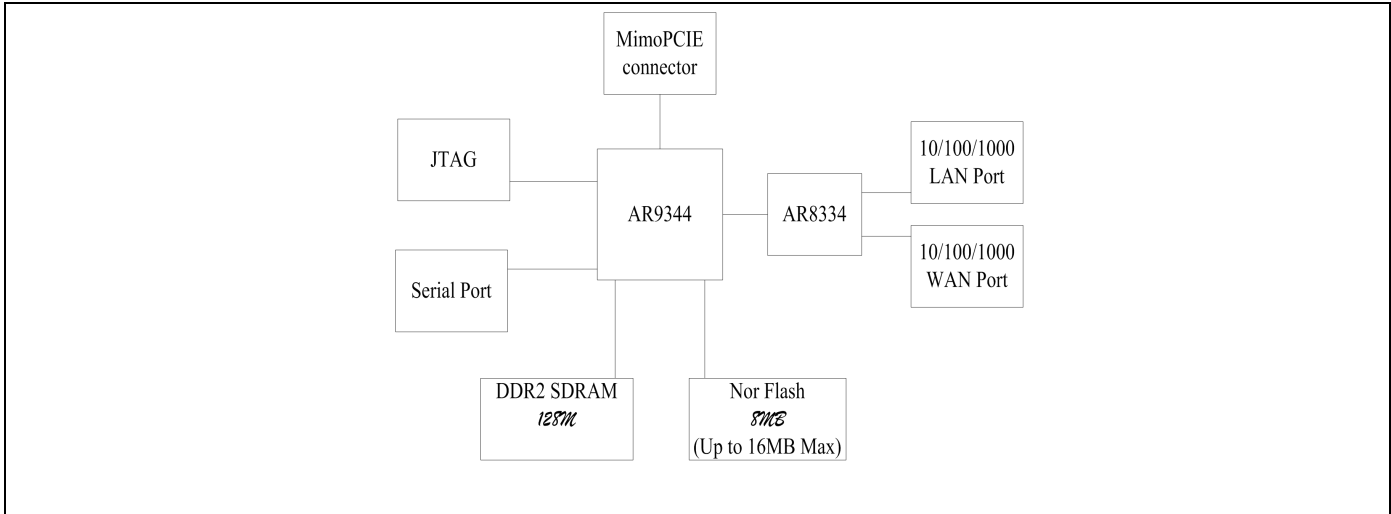 MimoPCIE
connector
JTAG
AR9344
AR8334
10/100/1000
LAN Port
10/100/1000
WAN Port
Serial Port
DDR2 SDRAM
128M
Nor Flash
8MB
(Up to 16MB Max)